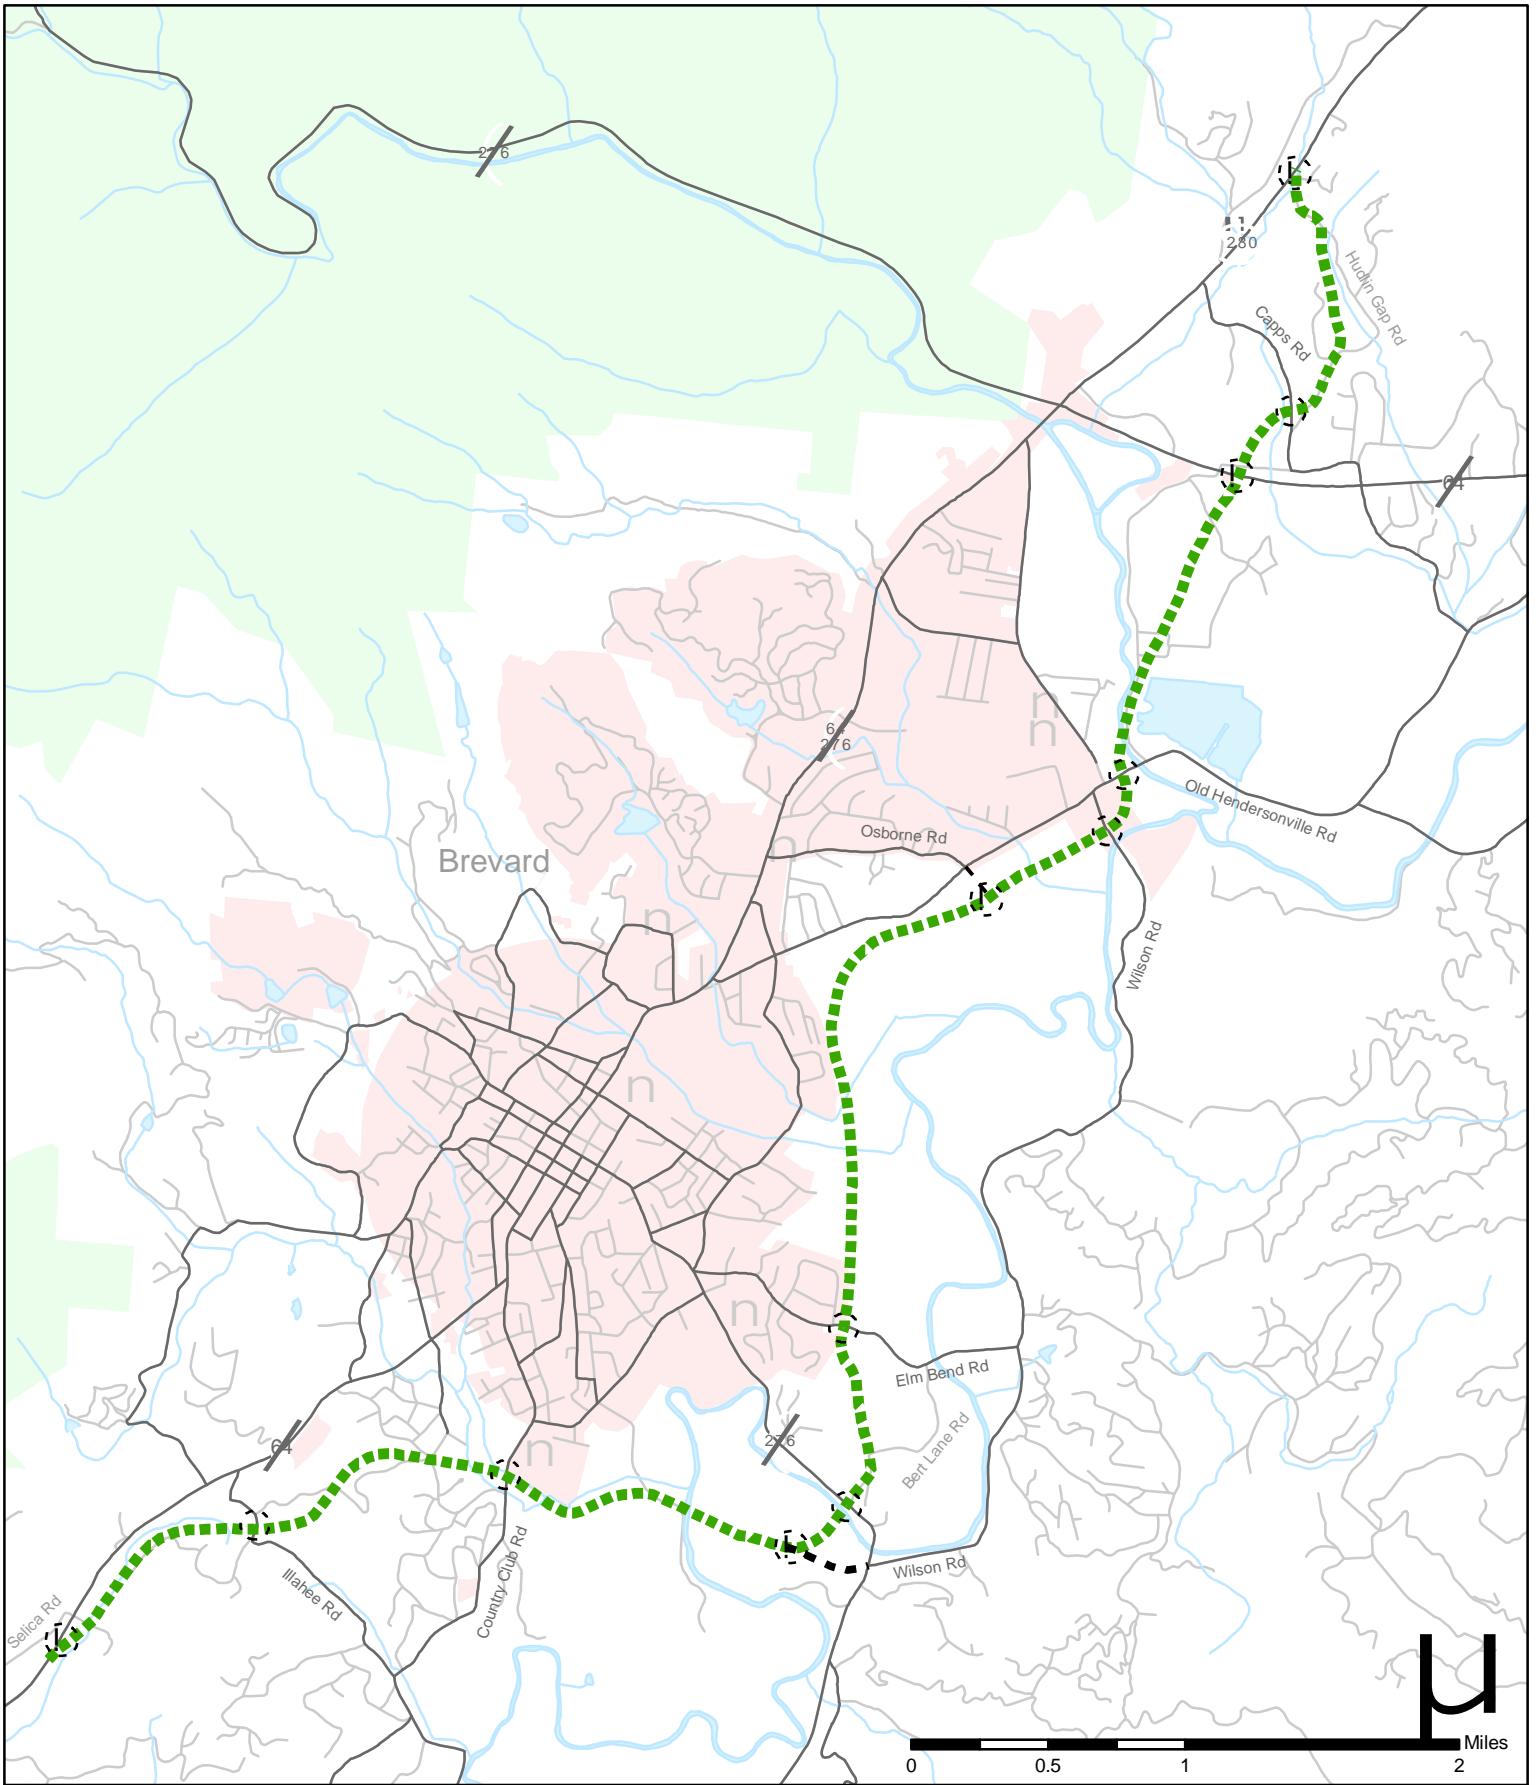 276
280
Hudlin Gap Rd
Capps Rd
64
64
276
Old Hendersonville Rd
Osborne Rd
Brevard
n
n
n
n
Wilson Rd
n
n
Elm Bend Rd
Bert Lane Rd
276
64
n
Wilson Rd
Country Club Rd
Illahee Rd
Selica Rd
µ
Miles
0
0.5
1
2